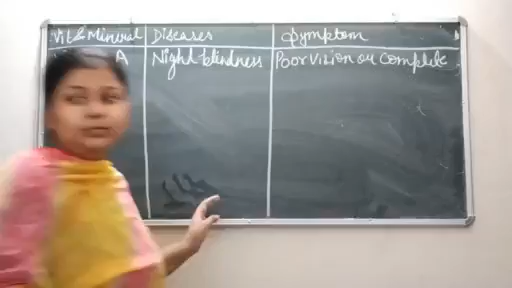 Vit & Mineral Diseases Symptom
A Night blindness Poor Vision or Complete